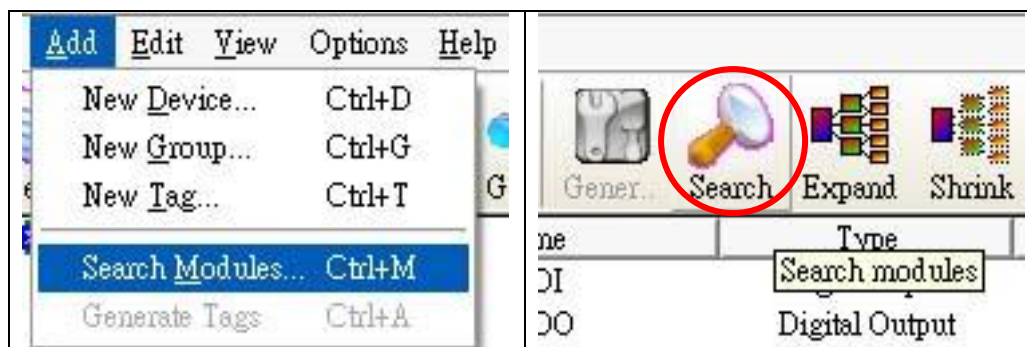 Add Edit View Options Help
New Device... Ctrl+D
New Group... Ctrl+G
New Tag... Ctrl+T
Search Modules... Ctrl+M
Generate Tags Ctrl+A
G
Gener... Search Expand Shrink
Type
Search modules
Digital Output